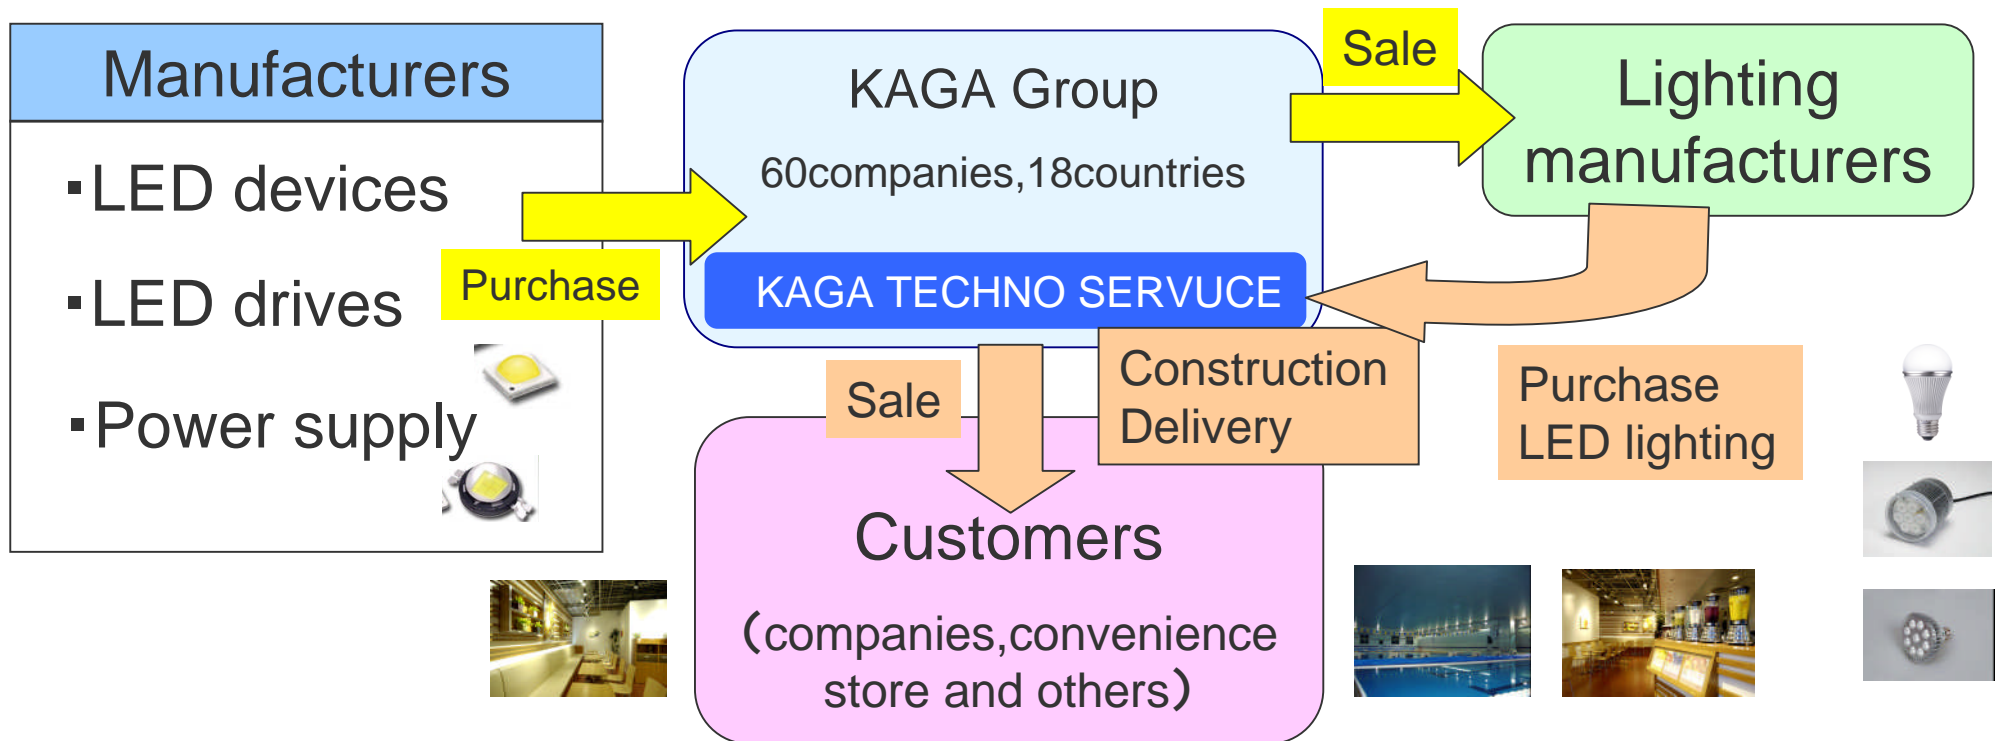 Manufacturers
▪LED devices
▪LED drives
▪Power supply
Purchase
KAGA Group
60companies,18countries
KAGA TECHNO SERVUCE
Sale
Lighting
manufacturers
Sale
Construction
Delivery
Purchase
LED lighting
Customers
(companies,convenience
store and others)